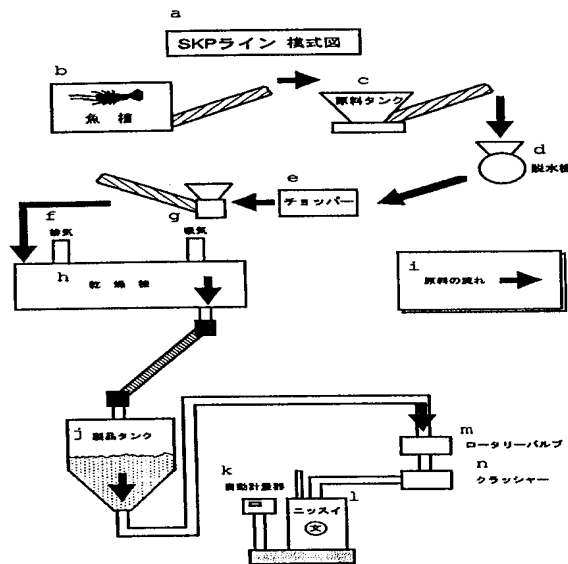 a
SKPライン 模式図
b
魚槽
c
原料タンク
d
脱水機
e
チョッパー
f
排気
g
吸気
h
乾燥機
i
原料の流れ
j 製品タンク
k
自動計量器
l
ニッスイ
m
ロータリーバルブ
n
クラッシャー